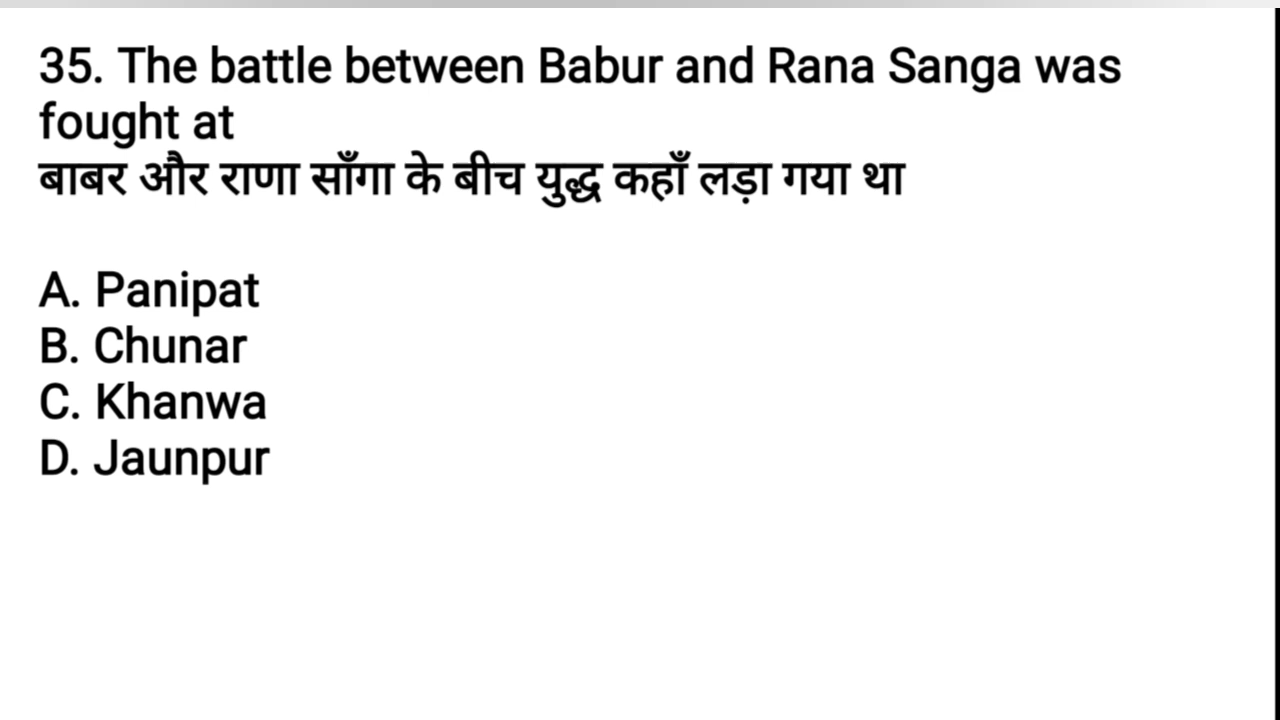 35. The battle between Babur and Rana Sanga was
fought at
बाबर और राणा साँगा के बीच युद्ध कहाँ लड़ा गया था
A. Panipat
B. Chunar
C. Khanwa
D. Jaunpur